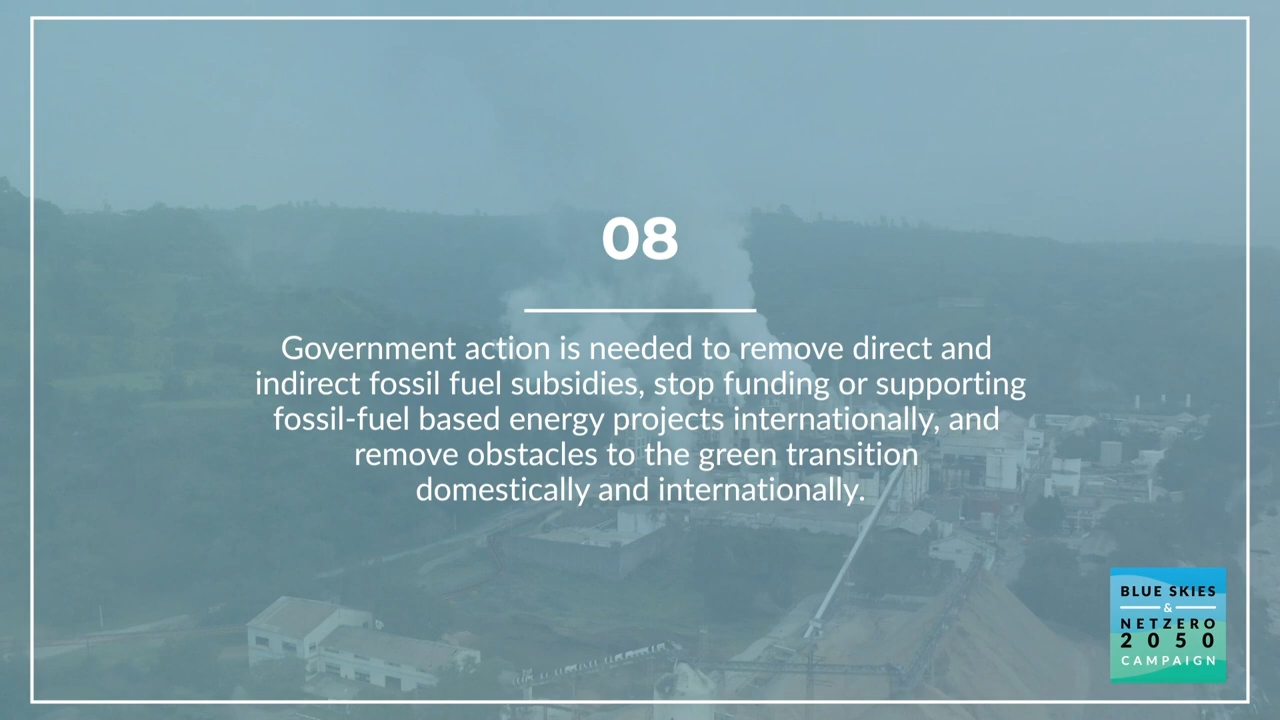 08
Government action is needed to remove direct and
indirect fossil fuel subsidies, stop funding or supporting
fossil-fuel based energy projects internationally, and
remove obstacles to the green transition
domestically and internationally.
BLUE SKIES
&
NETZERO
2050
CAMPAIGN